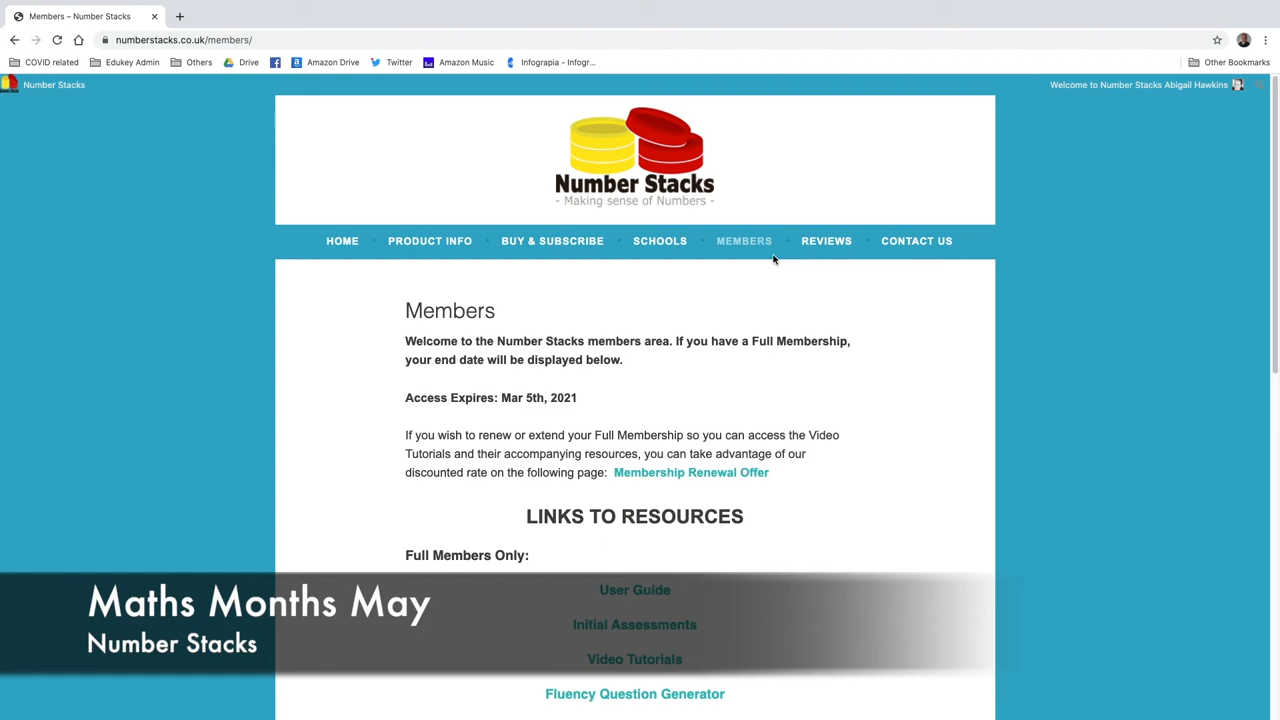 Members – Number Stacks
numberstacks.co.uk/members/
COVID related
Edukey Admin
Others
Drive
Amazon Drive
Twitter
Amazon Music
Infograpia - Infogr...
Other Bookmarks
Number Stacks
Welcome to Number Stacks Abigail Hawkins
Number Stacks
- Making sense of Numbers -
HOME
PRODUCT INFO
BUY & SUBSCRIBE
SCHOOLS
MEMBERS
REVIEWS
CONTACT US
Members
Welcome to the Number Stacks members area. If you have a Full Membership,
your end date will be displayed below.
Access Expires: Mar 5th, 2021
If you wish to renew or extend your Full Membership so you can access the Video
Tutorials and their accompanying resources, you can take advantage of our
discounted rate on the following page: Membership Renewal Offer
LINKS TO RESOURCES
Full Members Only:
User Guide
Initial Assessments
Video Tutorials
Fluency Question Generator
Maths Months May
Number Stacks